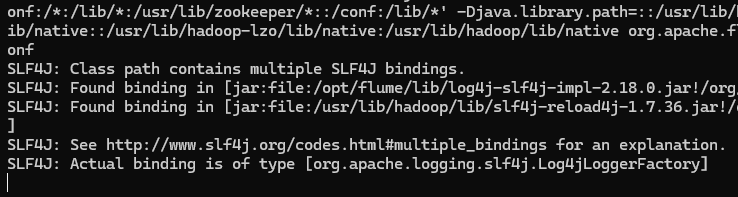 onf:/*:/lib/*:/usr/lib/zookeeper/*::/conf:/lib/*' -Djava.library.path=::/usr/lib/
ib/native::/usr/lib/hadoop-lzo/lib/native:/usr/lib/hadoop/lib/native org.apache.fl
onf
SLF4J: Class path contains multiple SLF4J bindings.
SLF4J: Found binding in [jar:file:/opt/flume/lib/log4j-slf4j-impl-2.18.0.jar!/org/
SLF4J: Found binding in [jar:file:/usr/lib/hadoop/lib/slf4j-reload4j-1.7.36.jar!/
]
SLF4J: See http://www.slf4j.org/codes.html#multiple_bindings for an explanation.
SLF4J: Actual binding is of type [org.apache.logging.slf4j.Log4jLoggerFactory]